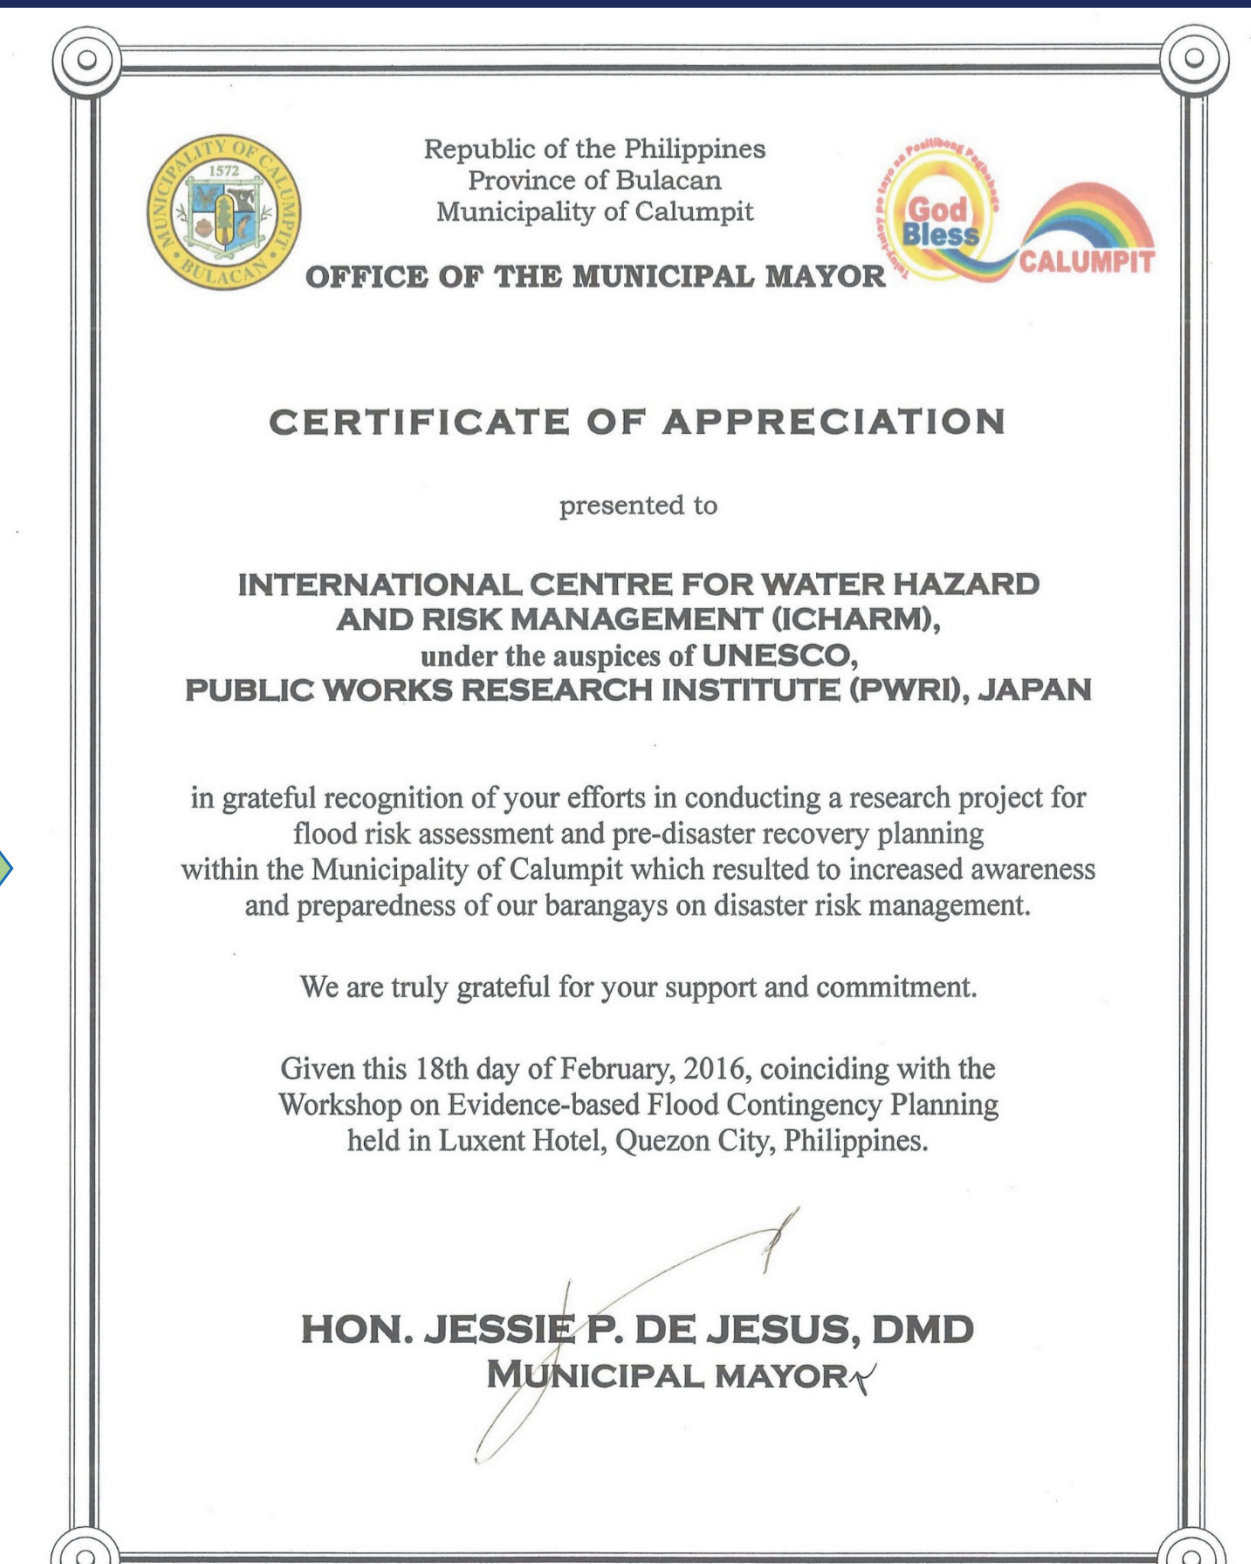 MUNICIPALITY OF CALUMPIT
1572
BULACAN
Republic of the Philippines
Province of Bulacan
Municipality of Calumpit
OFFICE OF THE MUNICIPAL MAYOR
po tayo sa Positibong
God
Bless
CALUMPIT
CERTIFICATE OF APPRECIATION
presented to
INTERNATIONAL CENTRE FOR WATER HAZARD
AND RISK MANAGEMENT (ICHARM),
under the auspices of UNESCO,
PUBLIC WORKS RESEARCH INSTITUTE (PWRI), JAPAN
in grateful recognition of your efforts in conducting a research project for
flood risk assessment and pre-disaster recovery planning
within the Municipality of Calumpit which resulted to increased awareness
and preparedness of our barangays on disaster risk management.
We are truly grateful for your support and commitment.
Given this 18th day of February, 2016, coinciding with the
Workshop on Evidence-based Flood Contingency Planning
held in Luxent Hotel, Quezon City, Philippines.
HON. JESSIE P. DE JESUS, DMD
MUNICIPAL MAYOR